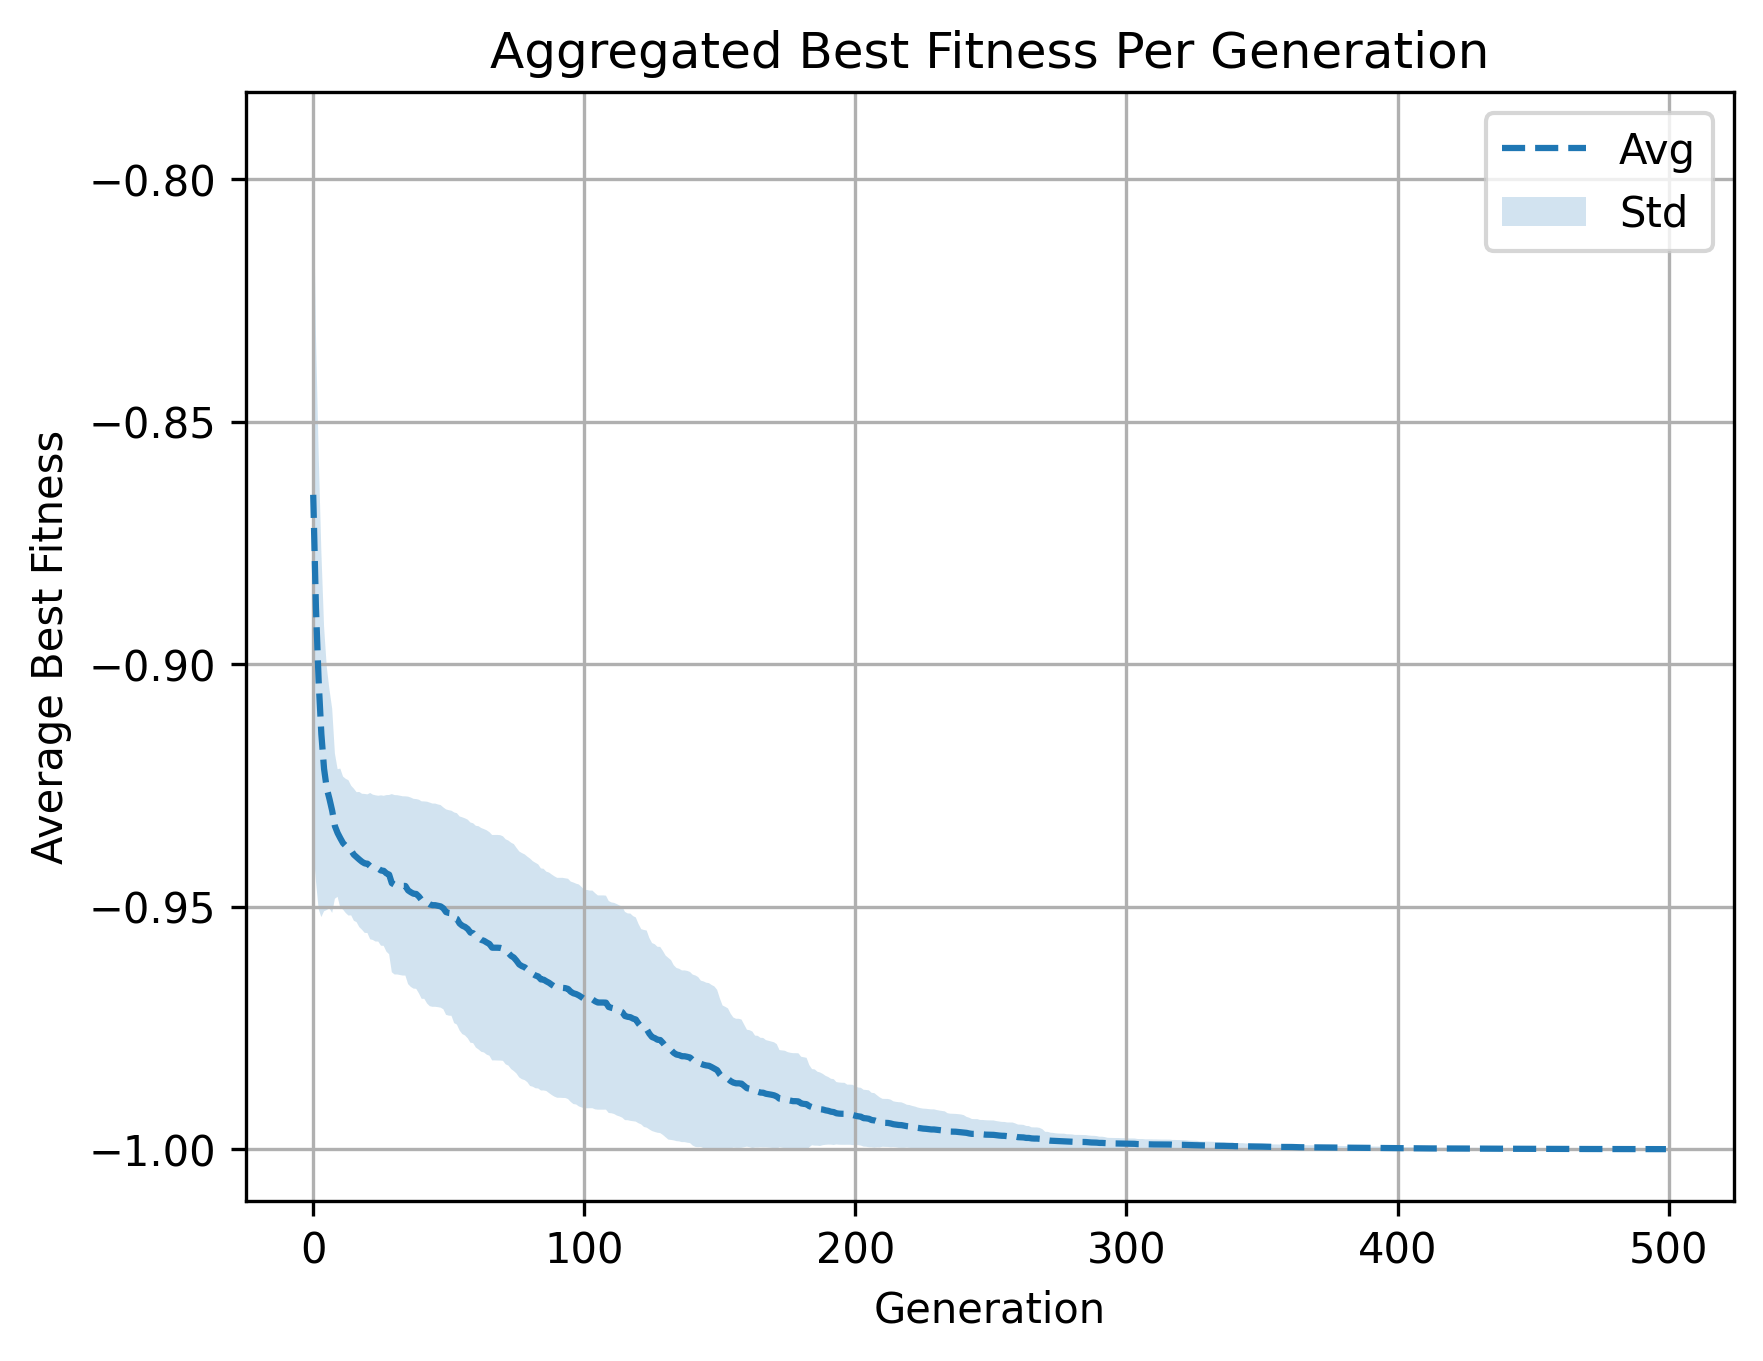 Aggregated Best Fitness Per Generation
Avg
Std
Average Best Fitness
−0.80
−0.85
−0.90
−0.95
−1.00
0 100 200 300 400 500
Generation